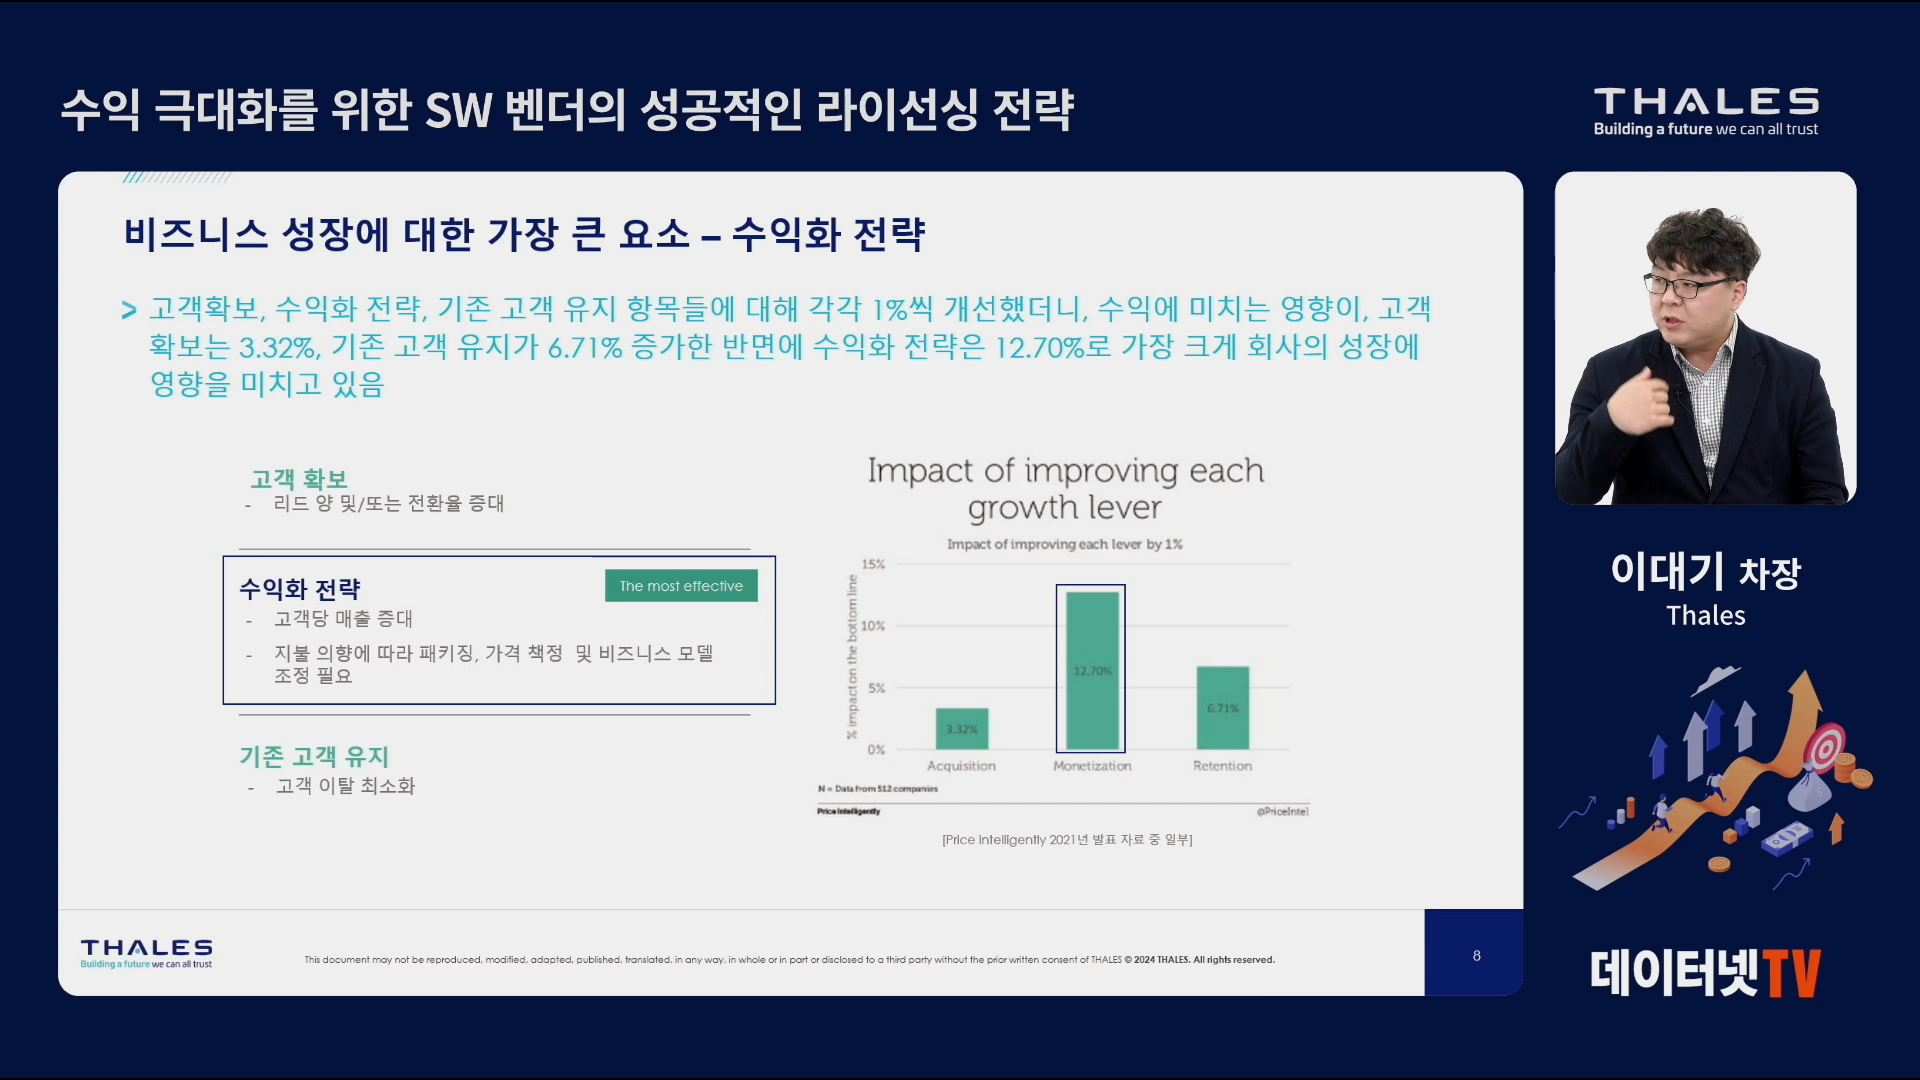 수익 극대화를 위한 SW 벤더의 성공적인 라이선싱 전략
THALES
Building a future we can all trust
비즈니스 성장에 대한 가장 큰 요소 – 수익화 전략
> 고객확보, 수익화 전략, 기존 고객 유지 항목들에 대해 각각 1%씩 개선했더니, 수익에 미치는 영향이, 고객
확보는 3.32%, 기존 고객 유지가 6.71% 증가한 반면에 수익화 전략은 12.70%로 가장 크게 회사의 성장에
영향을 미치고 있음
고객 확보
- 리드 양 및/또는 전환율 증대
수익화 전략
The most effective
- 고객당 매출 증대
- 지불 의향에 따라 패키징, 가격 책정 및 비즈니스 모델
조정 필요
기존 고객 유지
- 고객 이탈 최소화
Impact of improving each
growth lever
Impact of improving each lever by 1%
% impact on the bottom line
15%
10%
5%
0%
3.32%
12.70%
6.71%
Acquisition
Monetization
Retention
N = Data from 512 companies
Price Intelligently
@PriceIntel
[Price Intelligently 2021년 발표 자료 중 일부]
THALES
Building a future we can all trust
This document may not be reproduced, modified, adapted, published, translated, in any way, in whole or in part or disclosed to a third party without the prior written consent of THALES © 2024 THALES. All rights reserved.
8
이대기 차장
Thales
데이터넷TV